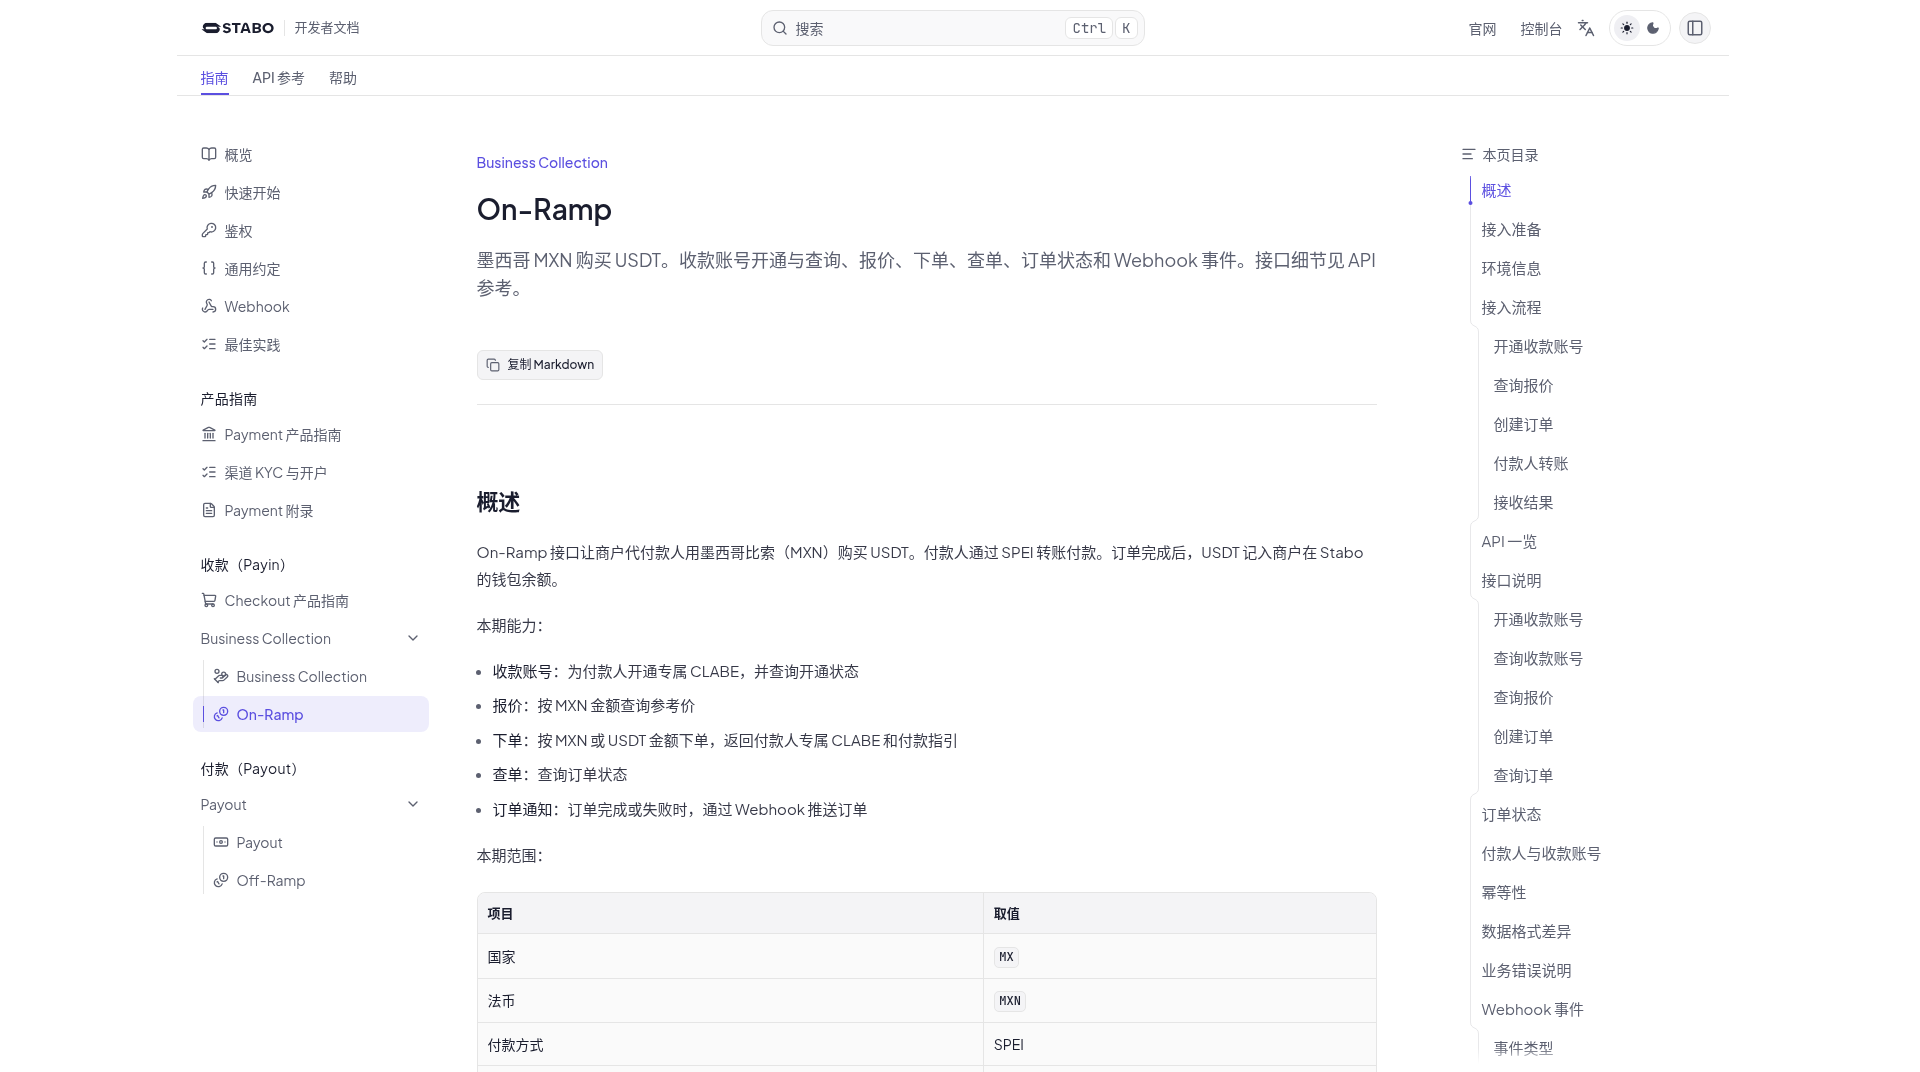 STABO 开发者文档
搜索 Ctrl K
官网 控制台
指南 API 参考 帮助
概览
快速开始
鉴权
通用约定
Webhook
最佳实践
产品指南
Payment 产品指南
渠道 KYC 与开户
Payment 附录
收款（Payin）
Checkout 产品指南
Business Collection
Business Collection
On-Ramp
付款（Payout）
Payout
Payout
Off-Ramp
Business Collection
On-Ramp
墨西哥 MXN 购买 USDT。收款账号开通与查询、报价、下单、查单、订单状态和 Webhook 事件。接口细节见 API
参考。
复制 Markdown
概述
On-Ramp 接口让商户代付款人用墨西哥比索（MXN）购买 USDT。付款人通过 SPEI 转账付款。订单完成后，USDT 记入商户在 Stabo
的钱包余额。
本期能力：
收款账号：为付款人开通专属 CLABE，并查询开通状态
报价：按 MXN 金额查询参考价
下单：按 MXN 或 USDT 金额下单，返回付款人专属 CLABE 和付款指引
查单：查询订单状态
订单通知：订单完成或失败时，通过 Webhook 推送订单
本期范围：
项目 取值
国家 MX
法币 MXN
付款方式 SPEI
本页目录
概述
接入准备
环境信息
接入流程
开通收款账号
查询报价
创建订单
付款人转账
接收结果
API 一览
接口说明
开通收款账号
查询收款账号
查询报价
创建订单
查询订单
订单状态
付款人与收款账号
幂等性
数据格式差异
业务错误说明
Webhook 事件
事件类型